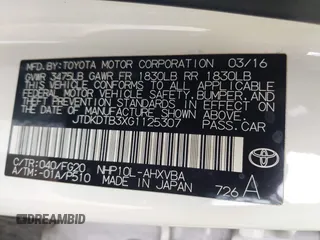 MFD. BY: TOYOTA MOTOR CORPORATION 03/16
GVWR 3475LB GAWR FR 1830LB RR 1830LB
THIS VEHICLE CONFORMS TO ALL APPLICABLE
FEDERAL MOTOR VEHICLE SAFETY, BUMPER, AND
THEFT PREVENTION STANDARDS IN EFFECT ON
THE DATE OF MANUFACTURE SHOWN ABOVE.
JTDKDTB3XG1125307 PASS. CAR
C/TR:040/FG20 NHP10L-AHXVBA
A/TM:-01A/P510 MADE IN JAPAN
726 A